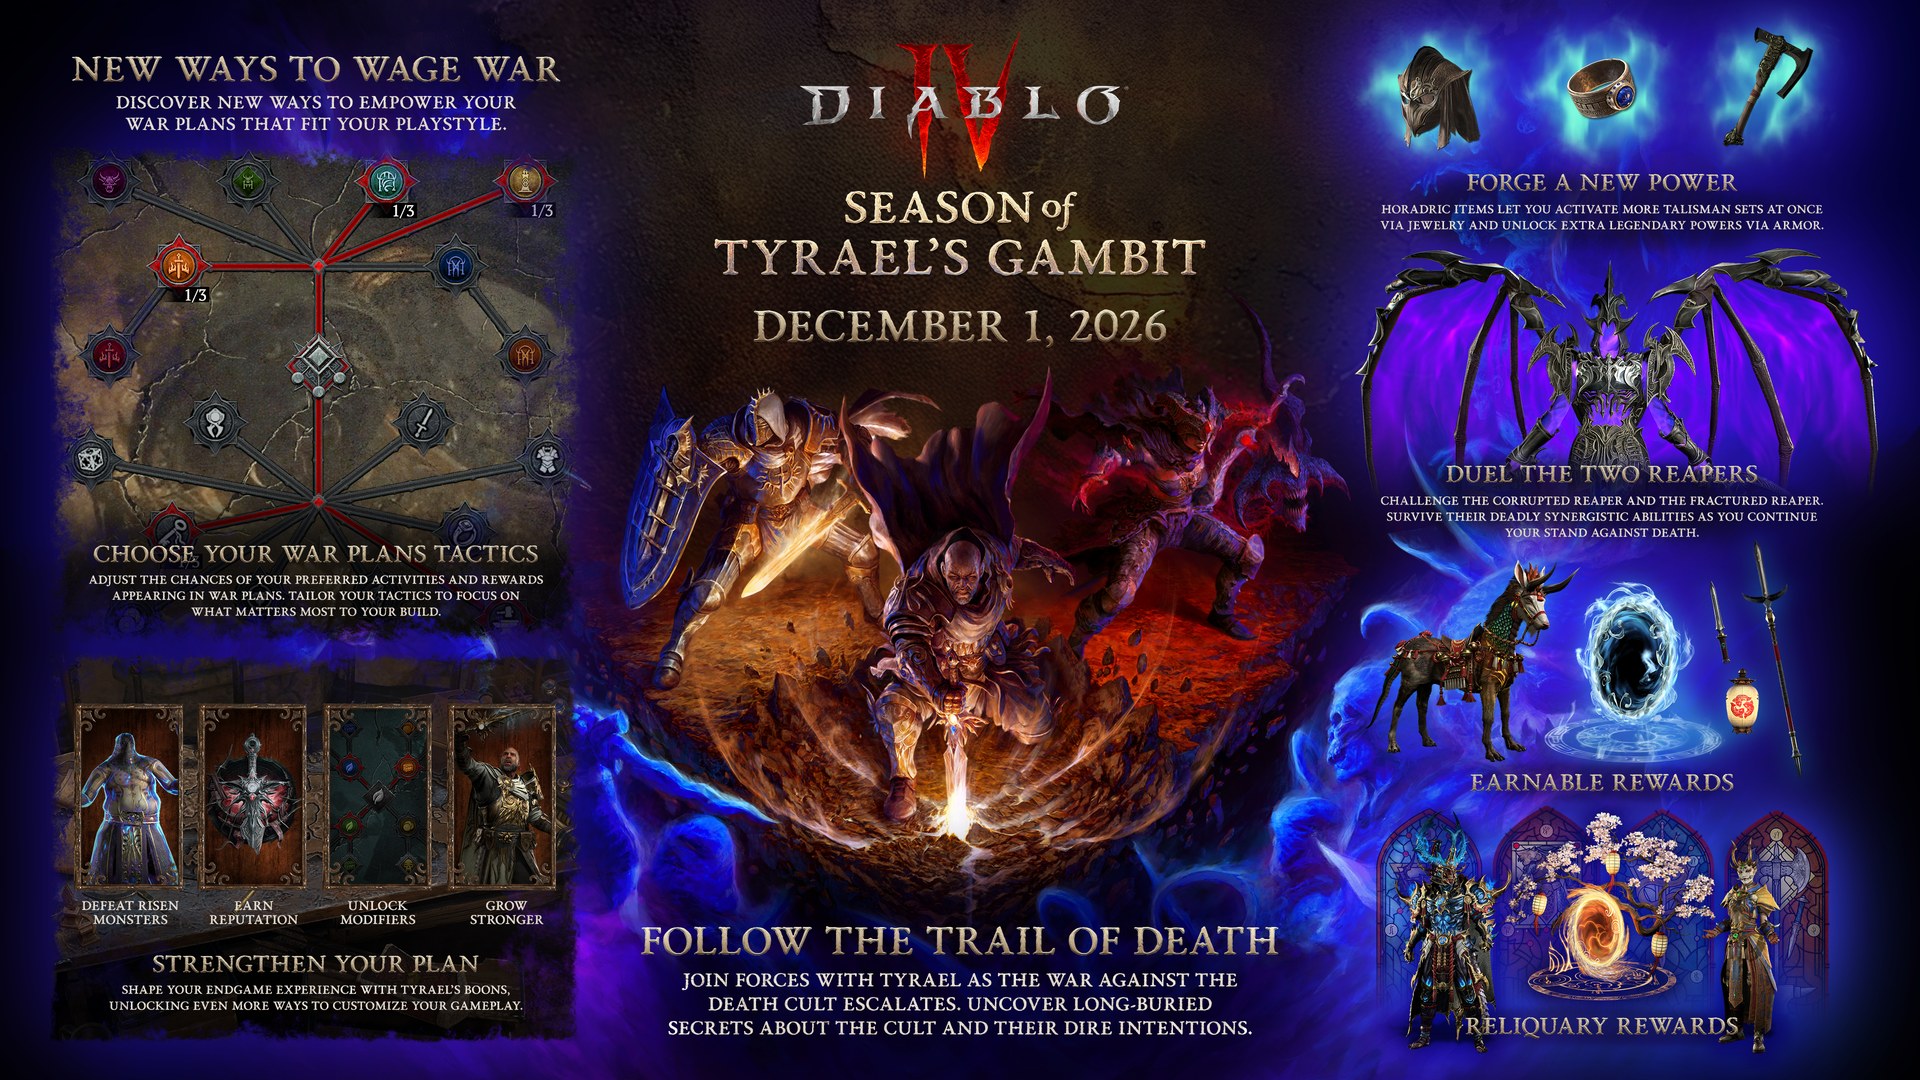 NEW WAYS TO WAGE WAR
DISCOVER NEW WAYS TO EMPOWER YOUR
WAR PLANS THAT FIT YOUR PLAYSTYLE.
1/3
1/3
1/3
CHOOSE YOUR WAR PLANS TACTICS
ADJUST THE CHANCES OF YOUR PREFERRED ACTIVITIES AND REWARDS
APPEARING IN WAR PLANS. TAILOR YOUR TACTICS TO FOCUS ON
WHAT MATTERS MOST TO YOUR BUILD.
DEFEAT RISEN
MONSTERS
EARN
REPUTATION
UNLOCK
MODIFIERS
GROW
STRONGER
STRENGTHEN YOUR PLAN
SHAPE YOUR ENDGAME EXPERIENCE WITH TYRAEL'S BOONS,
UNLOCKING EVEN MORE WAYS TO CUSTOMIZE YOUR GAMEPLAY.
DIABLO IV
SEASON of
TYRAEL'S GAMBIT
DECEMBER 1, 2026
FOLLOW THE TRAIL OF DEATH
JOIN FORCES WITH TYRAEL AS THE WAR AGAINST THE
DEATH CULT ESCALATES. UNCOVER LONG-BURIED
SECRETS ABOUT THE CULT AND THEIR DIRE INTENTIONS.
FORGE A NEW POWER
HORADRIC ITEMS LET YOU ACTIVATE MORE TALISMAN SETS AT ONCE
VIA JEWELRY AND UNLOCK EXTRA LEGENDARY POWERS VIA ARMOR.
DUEL THE TWO REAPERS
CHALLENGE THE CORRUPTED REAPER AND THE FRACTURED REAPER.
SURVIVE THEIR DEADLY SYNERGISTIC ABILITIES AS YOU CONTINUE
YOUR STAND AGAINST DEATH.
EARNABLE REWARDS
RELIQUARY REWARDS